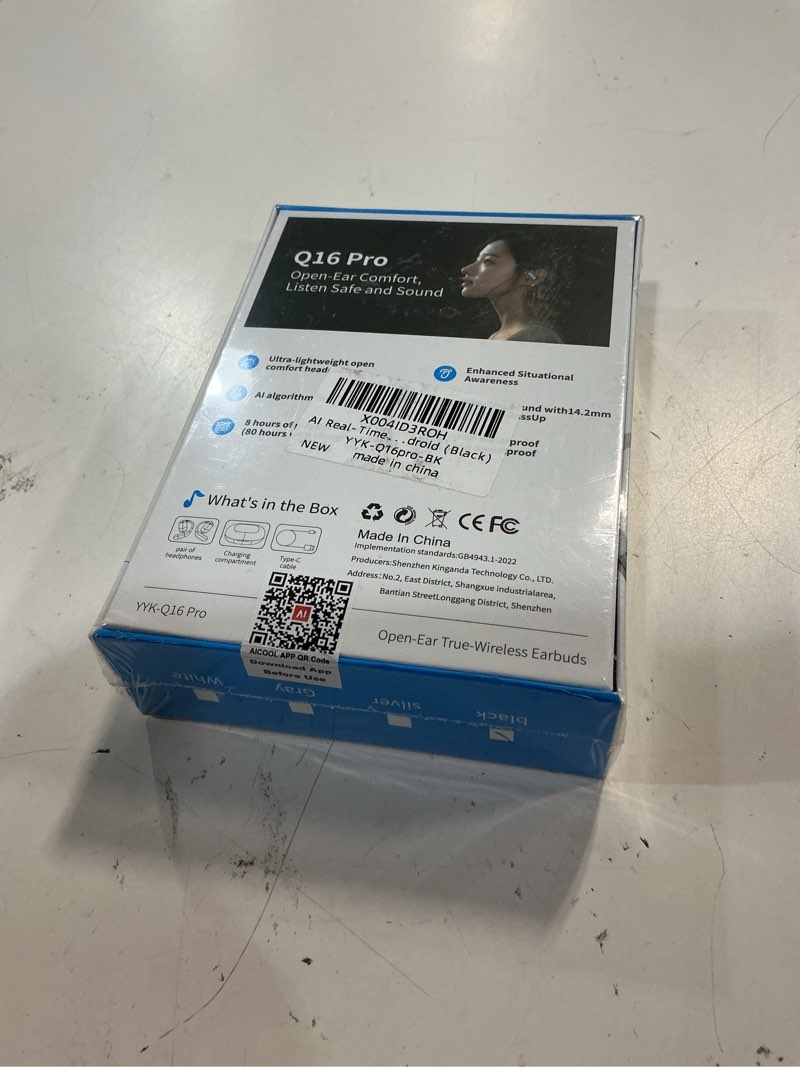 Q16 Pro
Open-Ear Comfort,
Listen Safe and Sound
Ultra-lightweight open
comfort head
Enhanced Situational
Awareness
AI algorithm
und with14.2mm
ssUp
8 hours of
(80 hours
proof
proof
X004ID3ROH
AI Real-Time...droid (Black)
NEW YYK-Q16pro-BK
made in china
What's in the Box
pair of
headphones
Charging
compartment
Type-C
cable
CE FC
Made In China
Implementation standards:GB4943.1-2022
Producers:Shenzhen Kinganda Technology Co., LTD.
Address:No.2, East District, Shangxue industrialarea,
Bantian StreetLonggang District, Shenzhen
YYK-Q16 Pro
AI
AICOOL APP QR Code
Download App
Before Use
Open-Ear True-Wireless Earbuds
White
Gray
silver
black